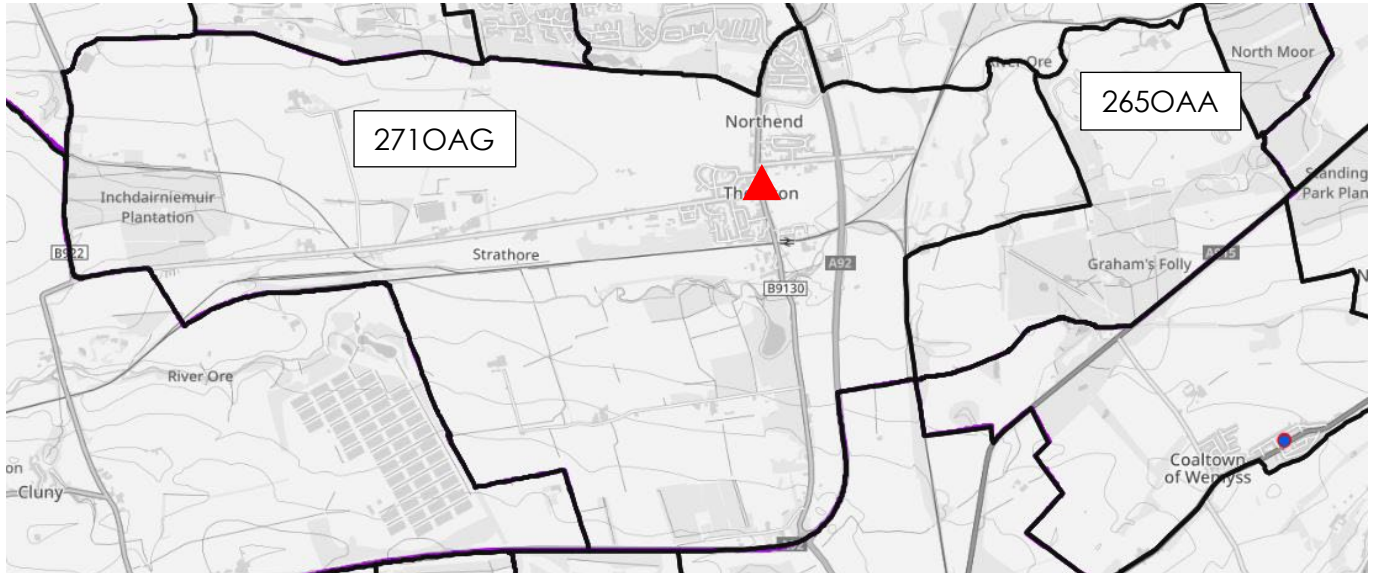 North Moor
River Ore
265OAA
271OAG
Northend
Standing
Park Plan
Inchdairniemuir
Plantation
B922
Strathore
A92
Graham's Folly
B9130
River Ore
Coaltown
of Wemyss
Cluny
on